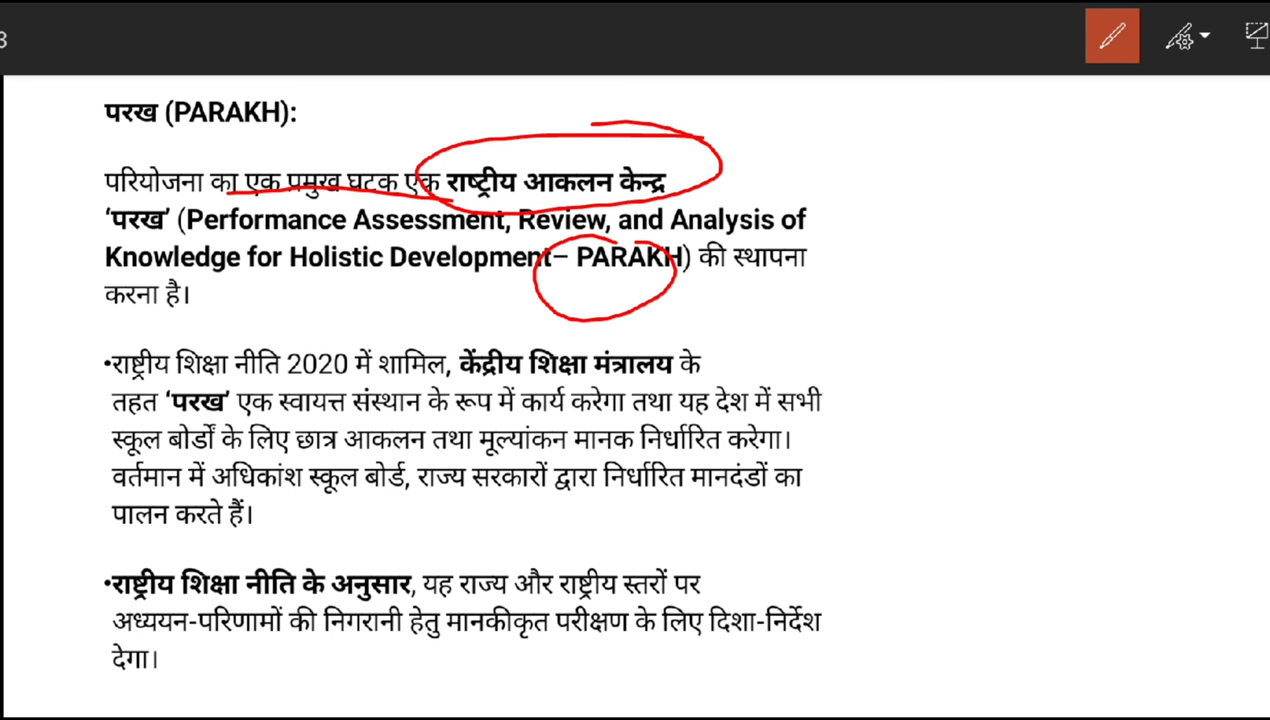 3
परख (PARAKH):
परियोजना का एक प्रमुख घटक एक राष्ट्रीय आकलन केन्द्र
‘परख’ (Performance Assessment, Review, and Analysis of
Knowledge for Holistic Development– PARAKH) की स्थापना
करना है।
•राष्ट्रीय शिक्षा नीति 2020 में शामिल, केंद्रीय शिक्षा मंत्रालय के
तहत ‘परख’ एक स्वायत्त संस्थान के रूप में कार्य करेगा तथा यह देश में सभी
स्कूल बोर्डों के लिए छात्र आकलन तथा मूल्यांकन मानक निर्धारित करेगा।
वर्तमान में अधिकांश स्कूल बोर्ड, राज्य सरकारों द्वारा निर्धारित मानदंडों का
पालन करते हैं।
•राष्ट्रीय शिक्षा नीति के अनुसार, यह राज्य और राष्ट्रीय स्तरों पर
अध्ययन-परिणामों की निगरानी हेतु मानकीकृत परीक्षण के लिए दिशा-निर्देश
देगा।